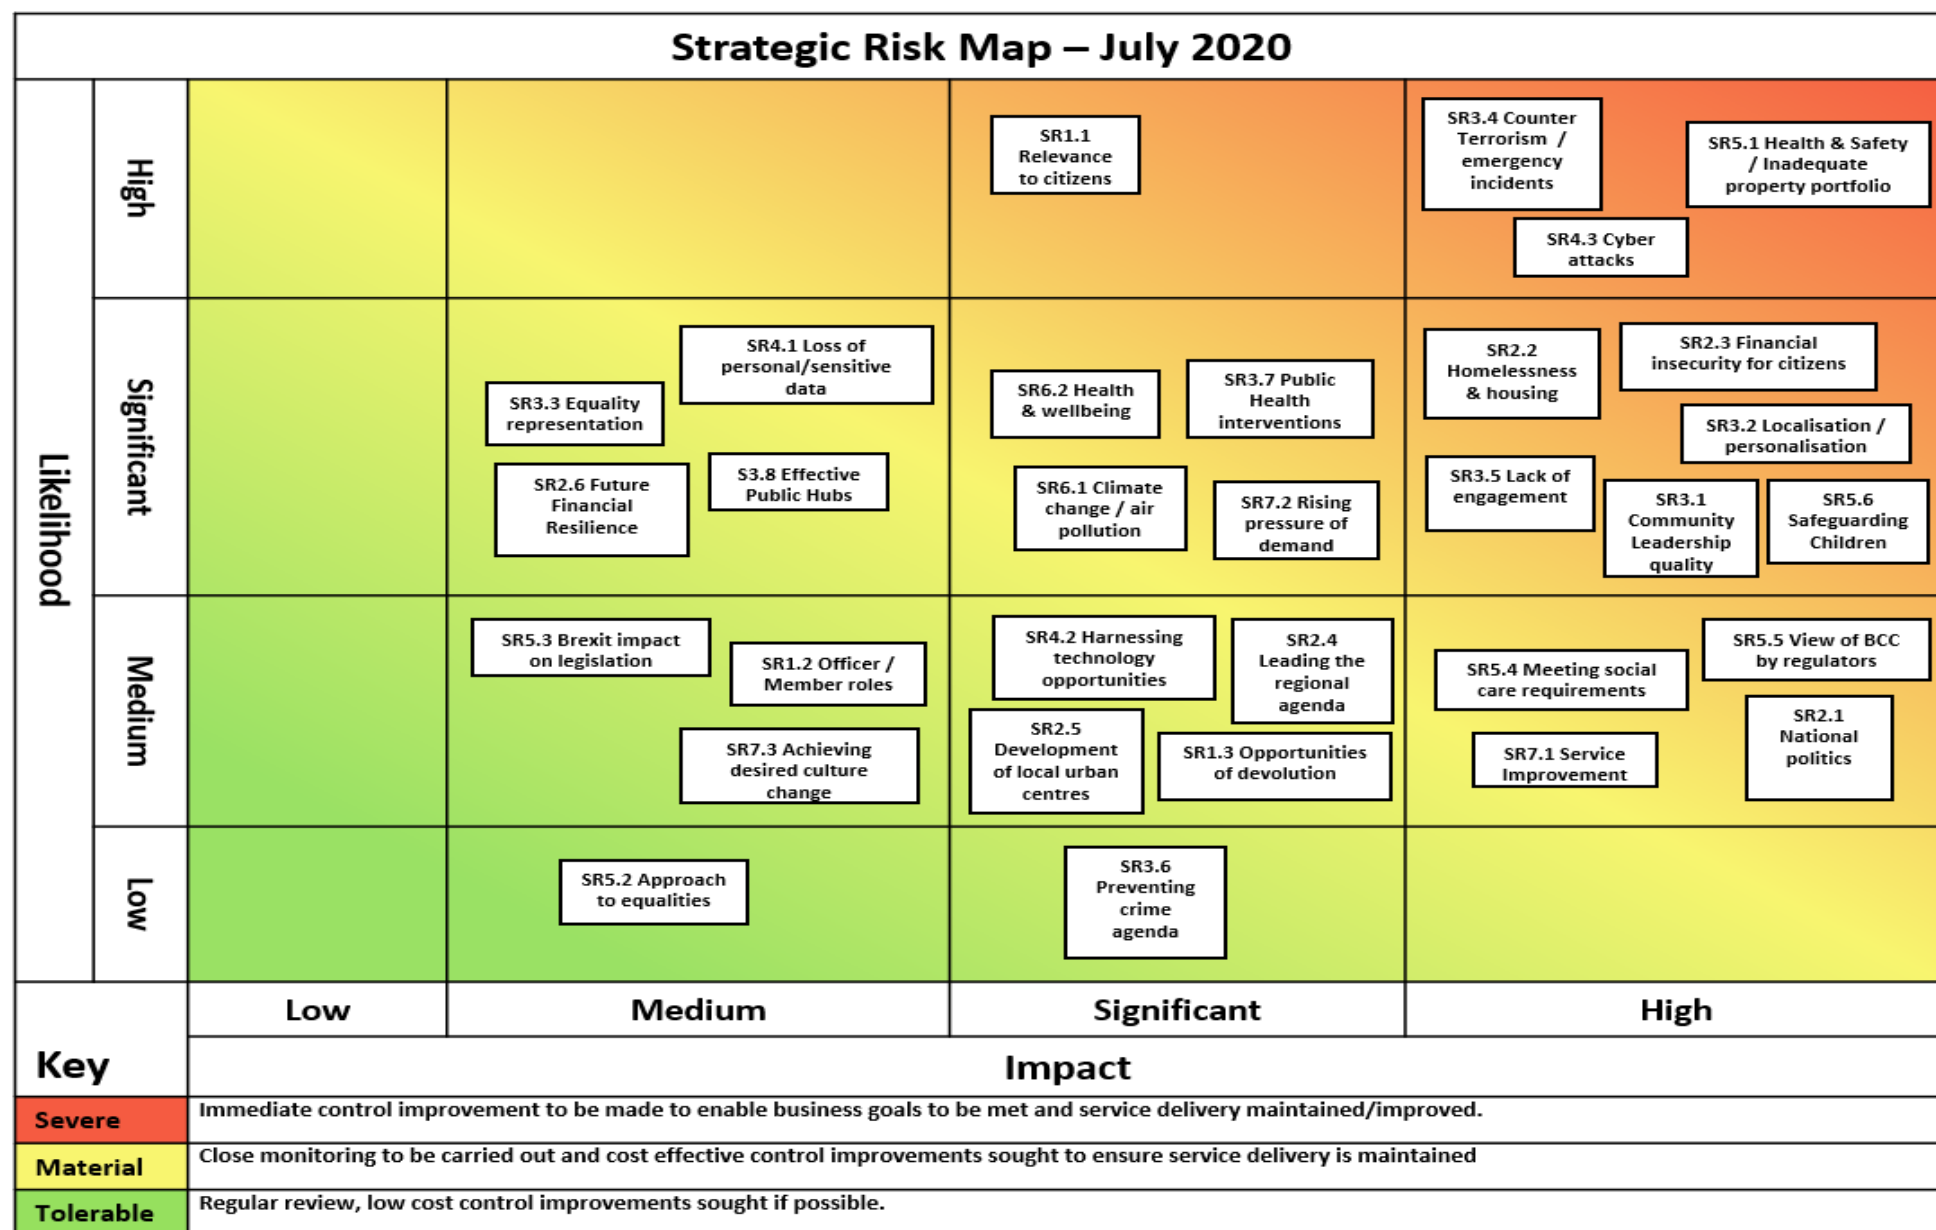 Strategic Risk Map – July 2020
Likelihood
High
SR1.1
Relevance
to citizens
SR3.4 Counter
Terrorism /
emergency
incidents
SR5.1 Health & Safety
/ Inadequate
property portfolio
SR4.3 Cyber
attacks
Significant
SR4.1 Loss of
personal/sensitive
data
SR3.3 Equality
representation
SR2.6 Future
Financial
Resilience
S3.8 Effective
Public Hubs
SR6.2 Health
& wellbeing
SR3.7 Public
Health
interventions
SR6.1 Climate
change / air
pollution
SR7.2 Rising
pressure of
demand
SR2.2
Homelessness
& housing
SR2.3 Financial
insecurity for citizens
SR3.2 Localisation /
personalisation
SR3.5 Lack of
engagement
SR3.1
Community
Leadership
quality
SR5.6
Safeguarding
Children
Medium
SR5.3 Brexit impact
on legislation
SR1.2 Officer /
Member roles
SR7.3 Achieving
desired culture
change
SR4.2 Harnessing
technology
opportunities
SR2.4
Leading the
regional
agenda
SR2.5
Development
of local urban
centres
SR1.3 Opportunities
of devolution
SR5.4 Meeting social
care requirements
SR5.5 View of BCC
by regulators
SR7.1 Service
Improvement
SR2.1
National
politics
Low
SR5.2 Approach
to equalities
SR3.6
Preventing
crime
agenda
Low
Medium
Significant
High
Key
Impact
Severe
Immediate control improvement to be made to enable business goals to be met and service delivery maintained/improved.
Material
Close monitoring to be carried out and cost effective control improvements sought to ensure service delivery is maintained
Tolerable
Regular review, low cost control improvements sought if possible.